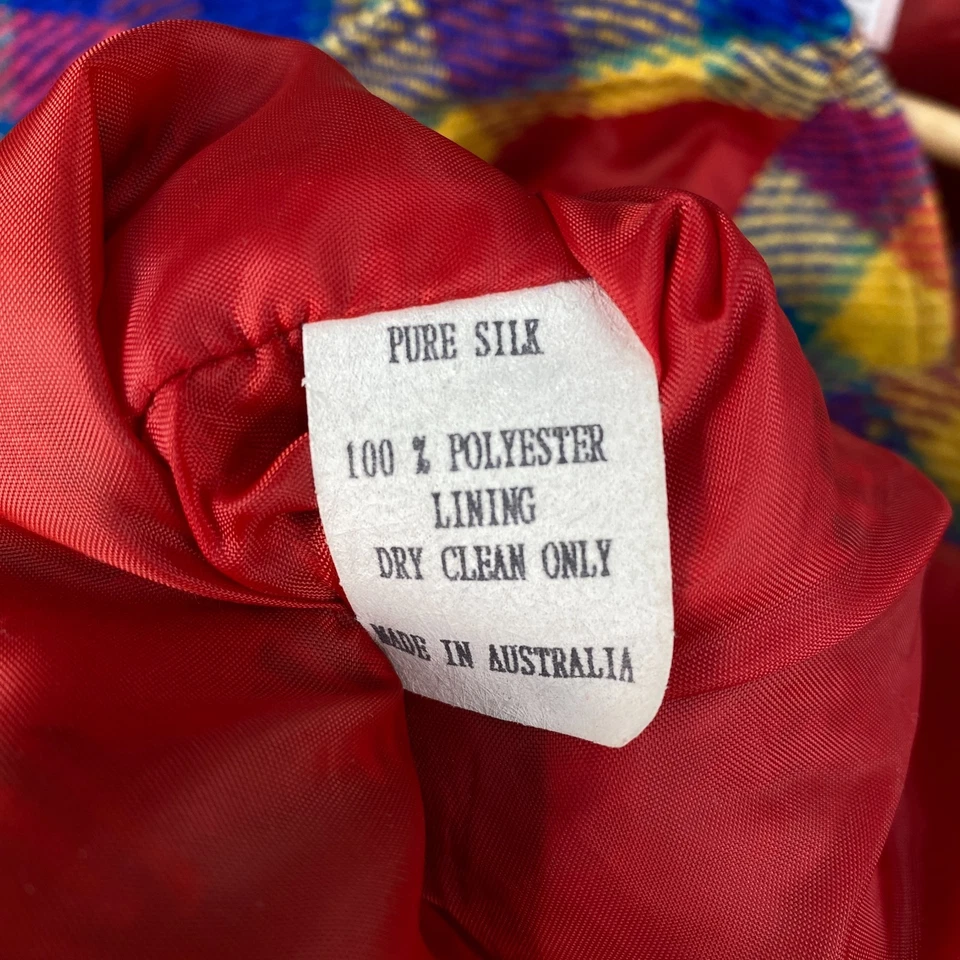 PURE SILK
100 % POLYESTER
LINING
DRY CLEAN ONLY
MADE IN AUSTRALIA